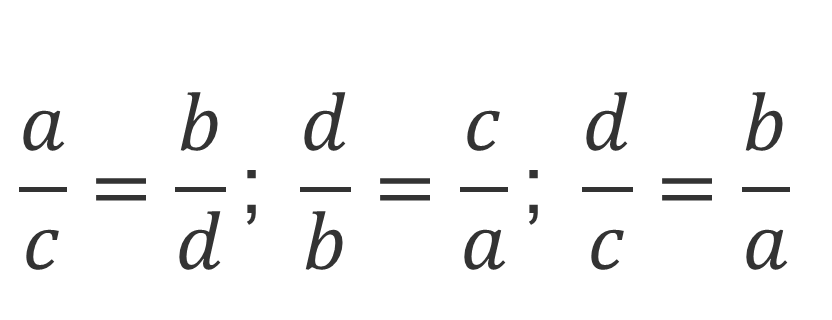 a/c = b/d; d/b = c/a; d/c = b/a